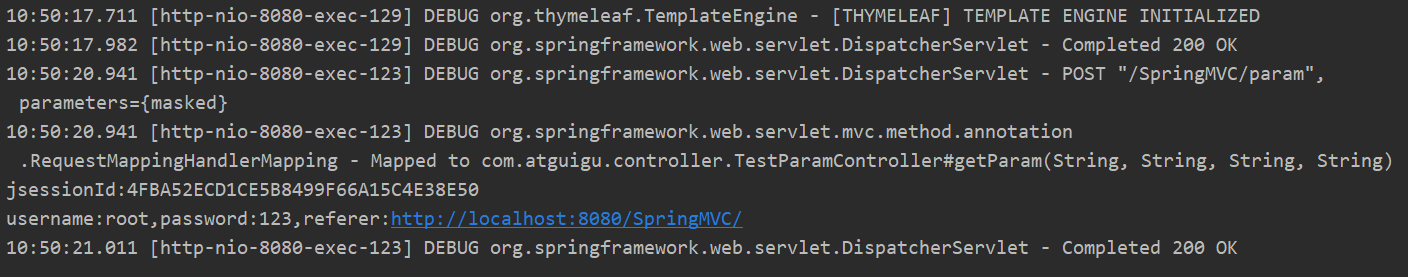 10:50:17.711 [http-nio-8080-exec-129] DEBUG org.thymeleaf.TemplateEngine - [THYMELEAF] TEMPLATE ENGINE INITIALIZED
10:50:17.982 [http-nio-8080-exec-129] DEBUG org.springframework.web.servlet.DispatcherServlet - Completed 200 OK
10:50:20.941 [http-nio-8080-exec-123] DEBUG org.springframework.web.servlet.DispatcherServlet - POST "/SpringMVC/param",
parameters={masked}
10:50:20.941 [http-nio-8080-exec-123] DEBUG org.springframework.web.servlet.mvc.method.annotation
.RequestMappingHandlerMapping - Mapped to com.atguigu.controller.TestParamController#getParam(String, String, String, String)
jsessionId:4FBA52ECD1CE5B8499F66A15C4E38E50
username:root,password:123,referer:http://localhost:8080/SpringMVC/
10:50:21.011 [http-nio-8080-exec-123] DEBUG org.springframework.web.servlet.DispatcherServlet - Completed 200 OK